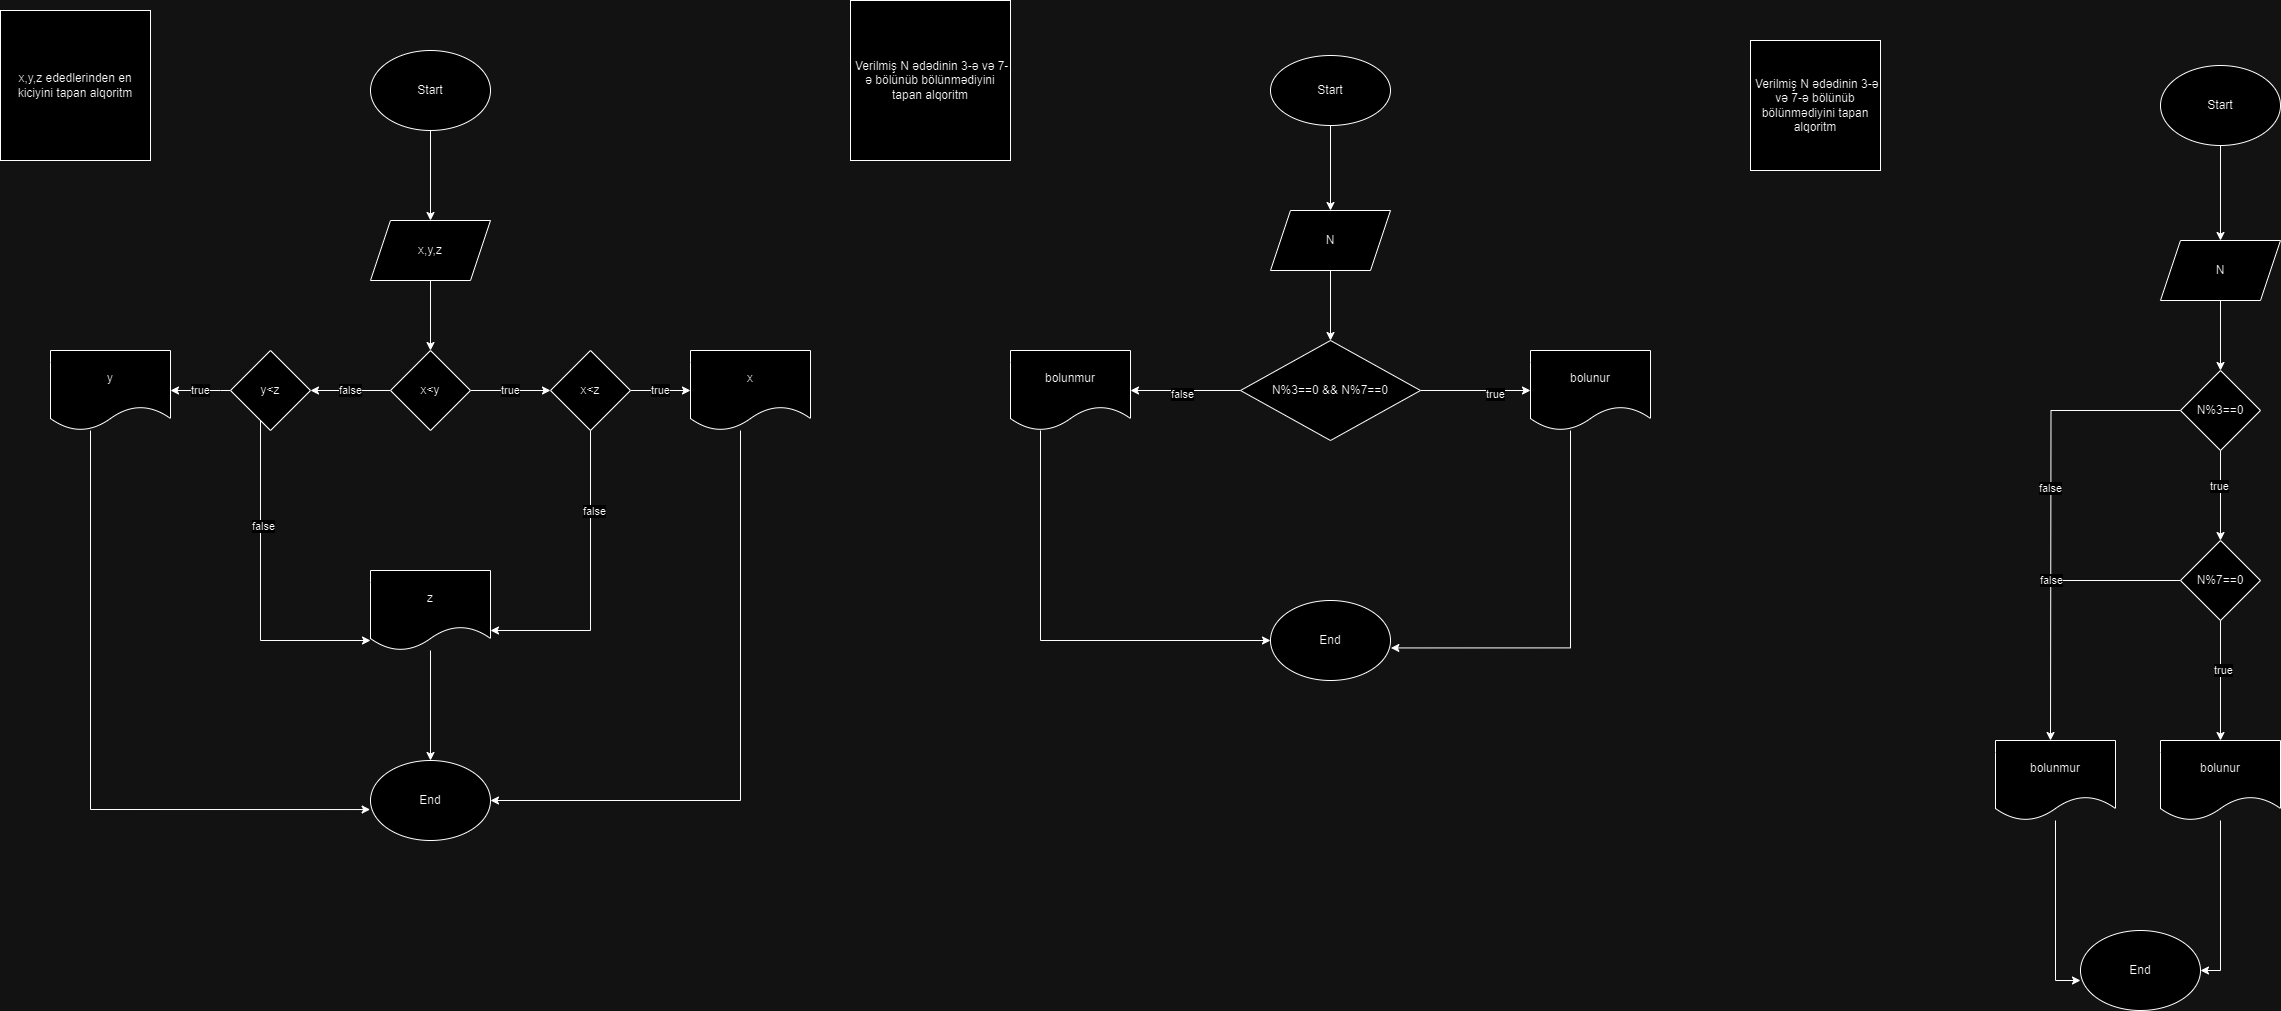 x,y,z ededlerinden en
kiciyini tapan alqoritm
Start
x,y,z
y
true
y<z
false
x<y
true
x<z
true
x
false
false
z
End
Verilmiş N ədədinin 3-ə və 7-
ə bölünüb bölünmədiyini
tapan alqoritm
Start
N
bolunmur
false
N%3==0 && N%7==0
true
bolunur
End
Verilmiş N ədədinin 3-ə
və 7-ə bölünüb
bölünmədiyini tapan
alqoritm
Start
N
N%3==0
false
true
false
N%7==0
true
bolunmur
bolunur
End